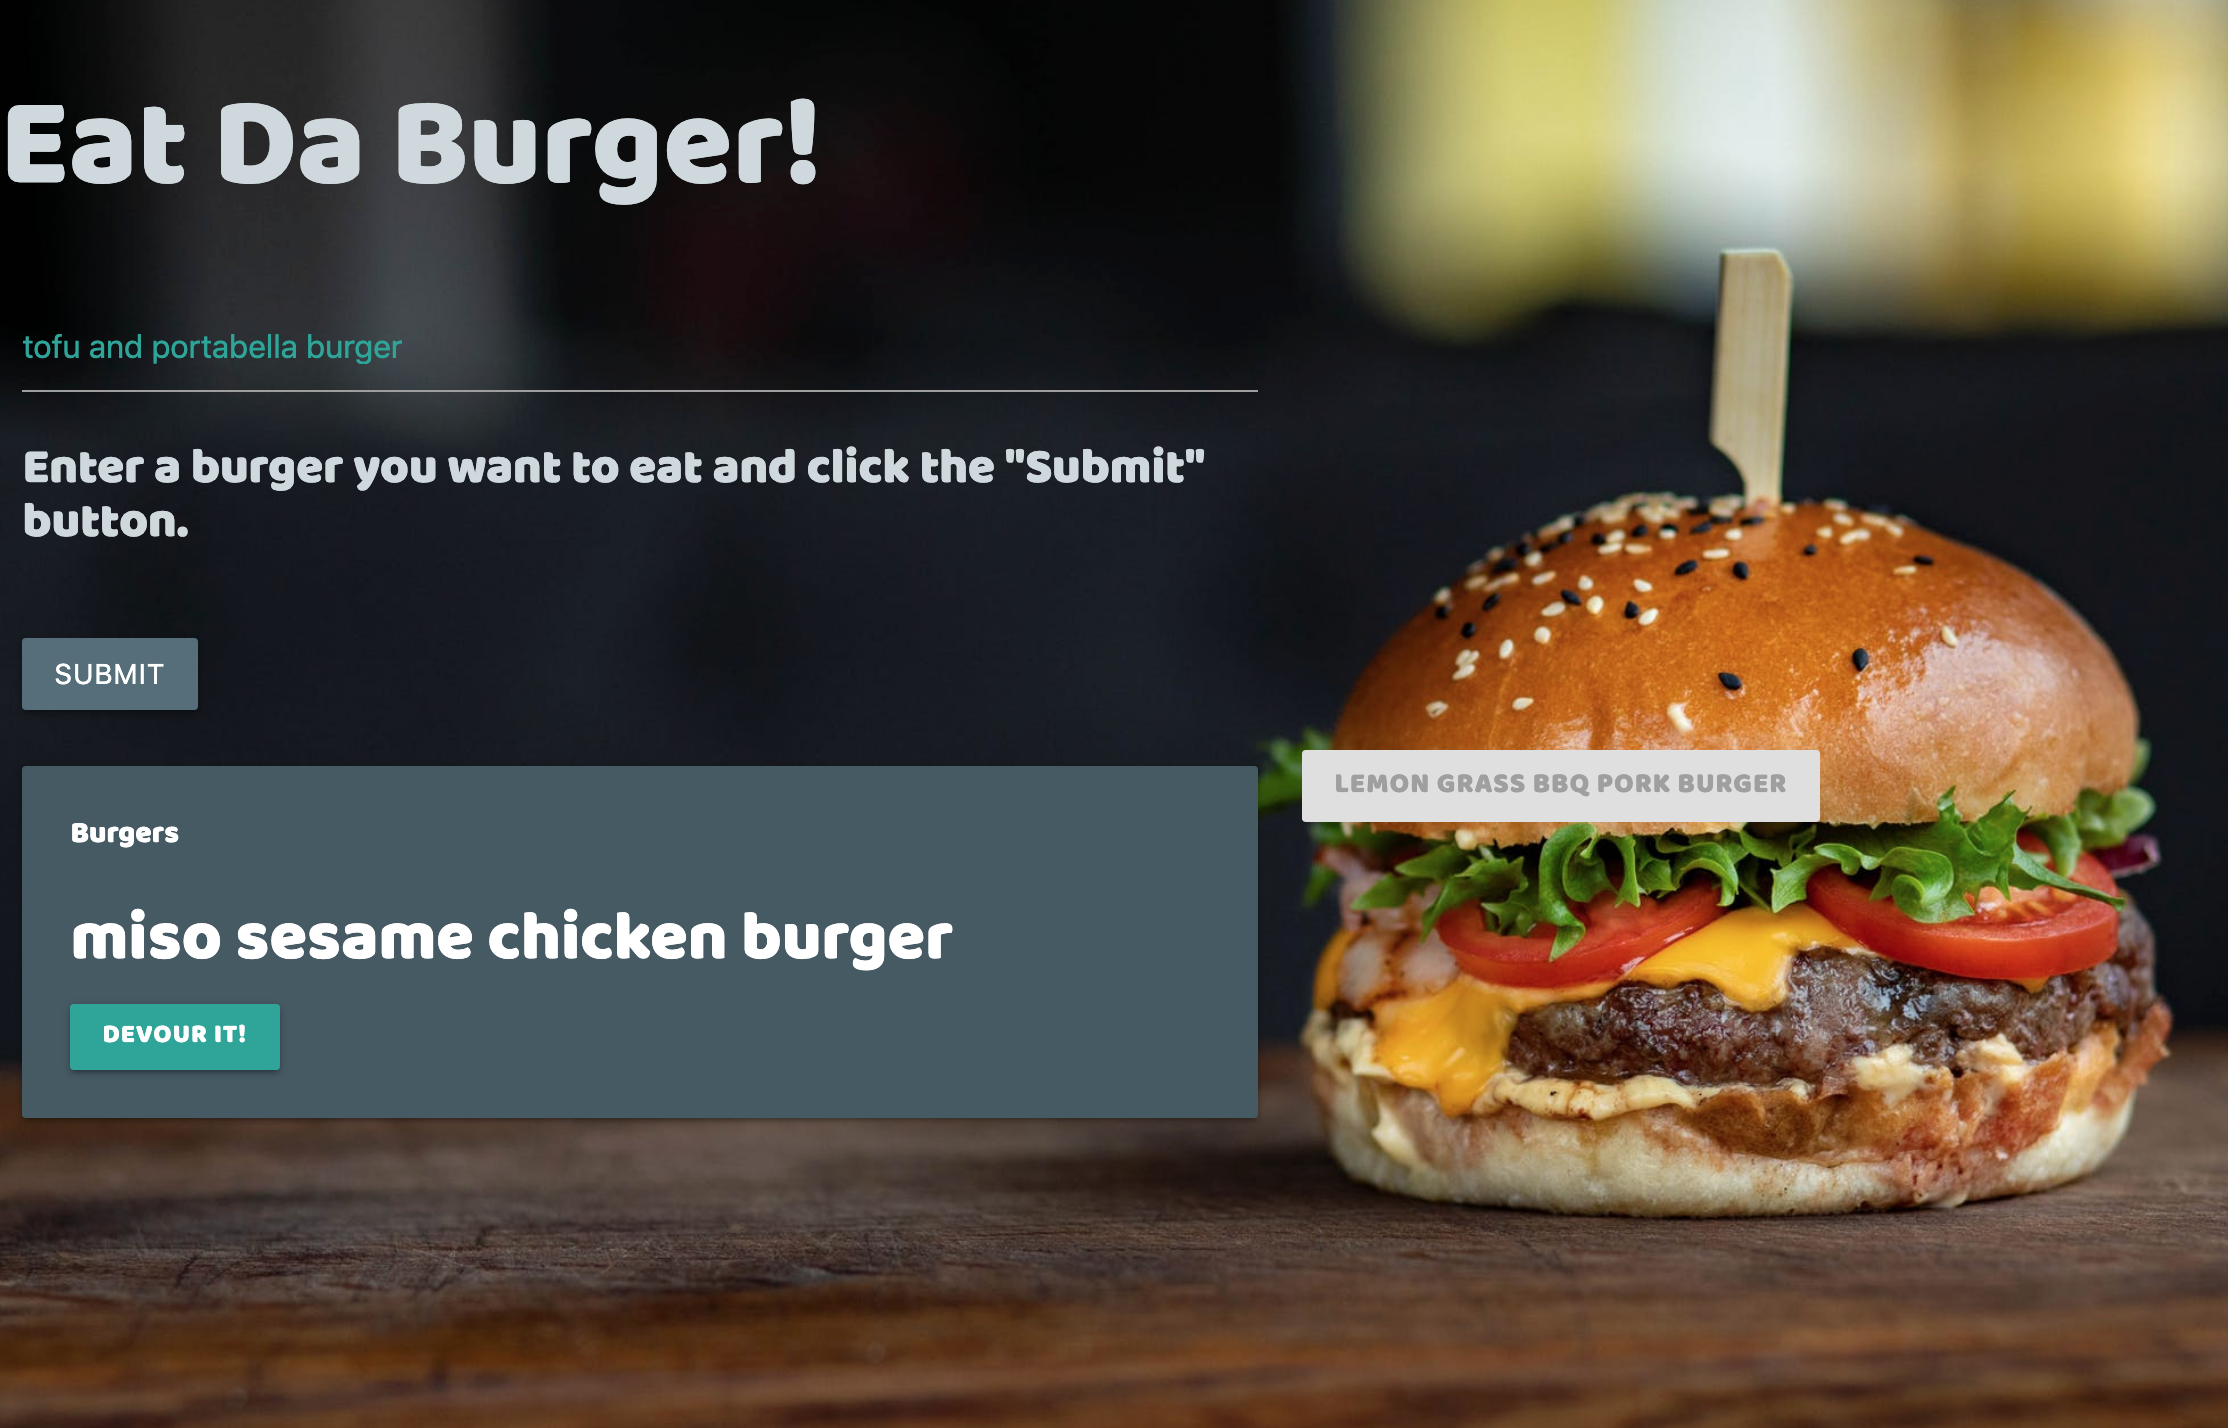 Eat Da Burger!
tofu and portabella burger
Enter a burger you want to eat and click the "Submit"
button.
SUBMIT
LEMON GRASS BBQ PORK BURGER
Burgers
miso sesame chicken burger
DEVOUR IT!